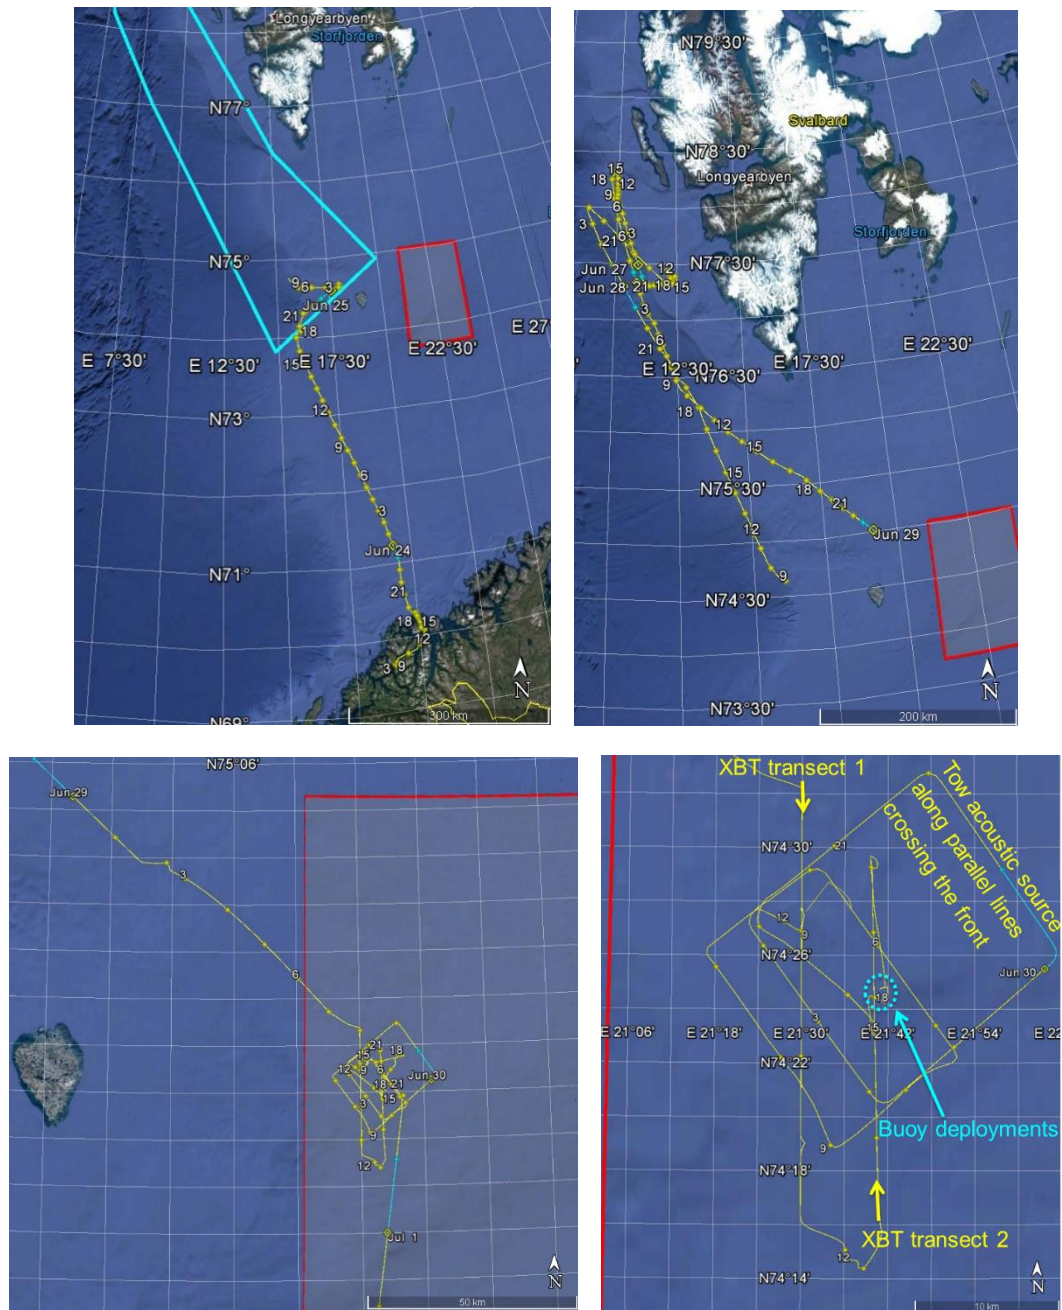 Longyearbyen
Storfjorden
N77°
N75°
9
6
3
Jun 25
21
18
E 27°
E 7°30'
E 12°30'
E 17°30'
E 22°30'
15
N73°
12
9
6
3
Jun 24
N71°
21
18
15
12
3
9
N69°
300 km
N
N79°30'
Svalbard
N78°30'
15
18
12
Longyearbyen
9
6
3
Storfjorden
21
6
3
Jun 27
N77°30'
12
Jun 28
21
18
15
3
6
21
E 22°30'
E 12°30'
E 17°30'
N76°30'
9
18
12
15
15
18
N75°30'
21
12
Jun 29
9
N74°30'
N73°30'
200 km
N
N75°06'
Jun 29
3
6
21
15
18
12
9
6
Jun 30
18
21
15
3
9
12
Jul 1
N
50 km
XBT transect 1
Tow acoustic source
along parallel lines
crossing the front
N74°30'
21
12
9
6
N74°26'
Jun 30
18
3
15
E 21°06'
E 21°18'
E 21°30'
E 21°42'
E 21°54'
E 22
N74°22'
Buoy deployments
9
N74°18'
XBT transect 2
12
N74°14'
N
10 km